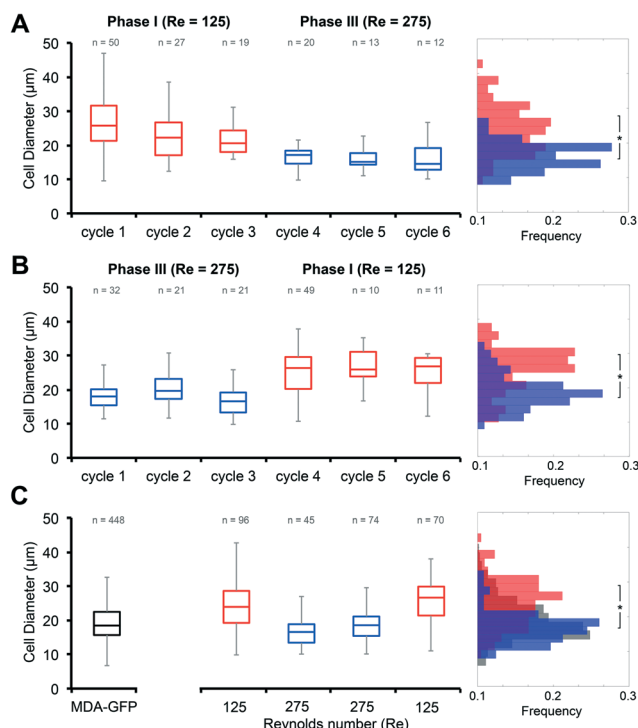 A
Phase I (Re = 125)
Phase III (Re = 275)
n = 50
n = 27
n = 19
n = 20
n = 13
n = 12
Cell Diameter (µm)
50
40
30
20
10
0
cycle 1
cycle 2
cycle 3
cycle 4
cycle 5
cycle 6
*
0.1
0.2
0.3
Frequency
B
Phase III (Re = 275)
Phase I (Re = 125)
n = 32
n = 21
n = 21
n = 49
n = 10
n = 11
Cell Diameter (µm)
50
40
30
20
10
0
cycle 1
cycle 2
cycle 3
cycle 4
cycle 5
cycle 6
*
0.1
0.2
0.3
Frequency
C
n = 448
n = 96
n = 45
n = 74
n = 70
Cell Diameter (µm)
50
40
30
20
10
0
MDA-GFP
125
275
275
125
Reynolds number (Re)
*
0.1
0.2
0.3
Frequency